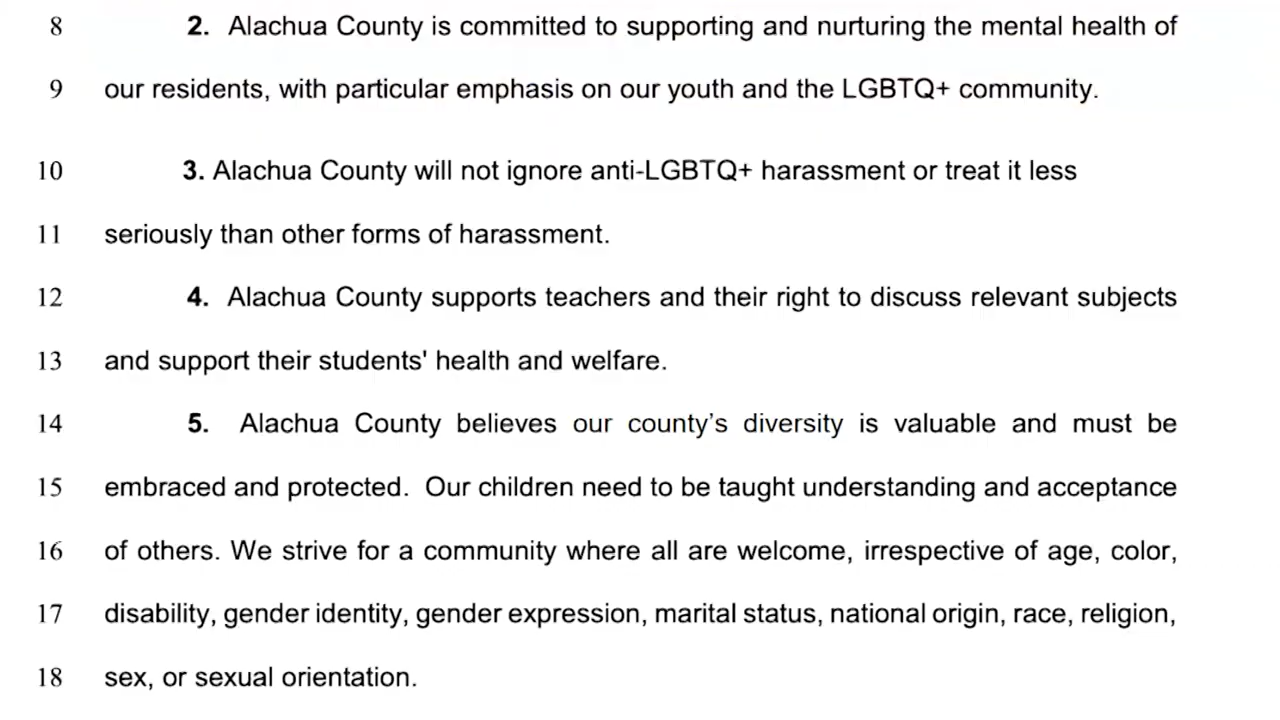 8 2. Alachua County is committed to supporting and nurturing the mental health of
9 our residents, with particular emphasis on our youth and the LGBTQ+ community.
10 3. Alachua County will not ignore anti-LGBTQ+ harassment or treat it less
11 seriously than other forms of harassment.
12 4. Alachua County supports teachers and their right to discuss relevant subjects
13 and support their students' health and welfare.
14 5. Alachua County believes our county’s diversity is valuable and must be
15 embraced and protected. Our children need to be taught understanding and acceptance
16 of others. We strive for a community where all are welcome, irrespective of age, color,
17 disability, gender identity, gender expression, marital status, national origin, race, religion,
18 sex, or sexual orientation.